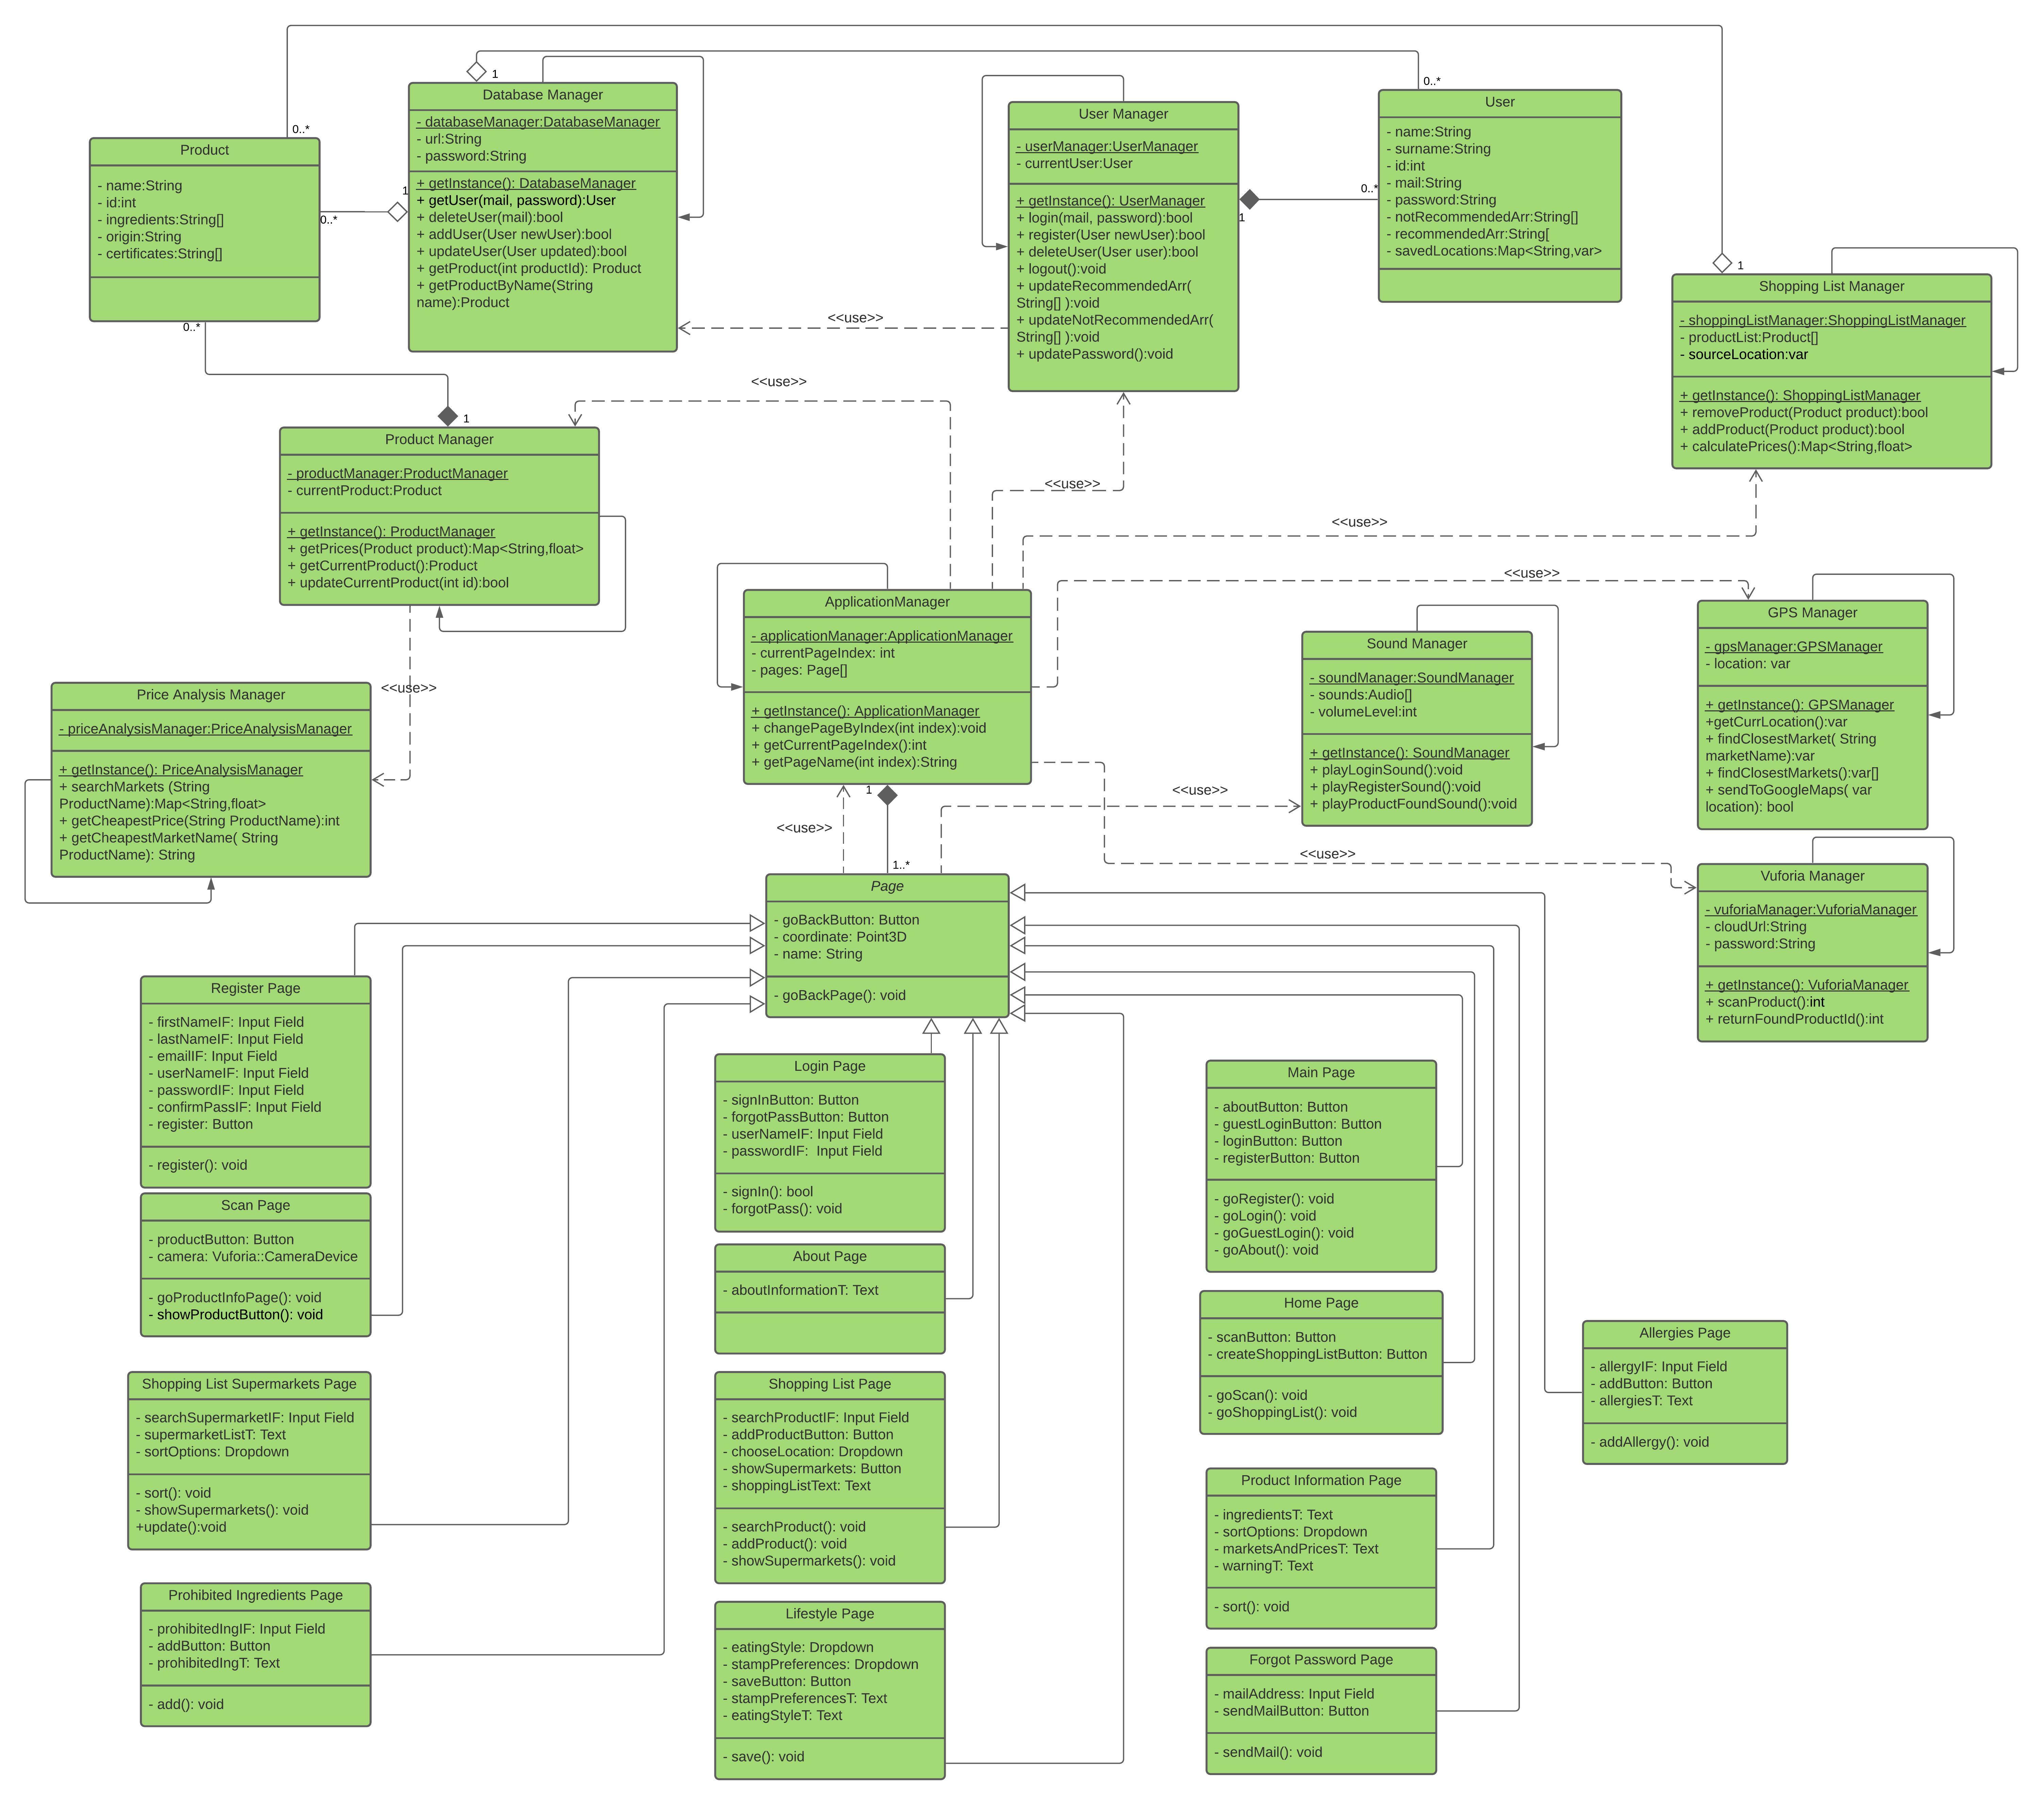 1
0..*
0..*
1
Database Manager
- databaseManager:DatabaseManager
- url:String
- password:String
+ getInstance(): DatabaseManager
+ getUser(mail, password):User
+ deleteUser(mail):bool
+ addUser(User newUser):bool
+ updateUser(User updated):bool
+ getProduct(int productId): Product
+ getProductByName(String
name):Product
User Manager
- userManager:UserManager
- currentUser:User
+ getInstance(): UserManager
+ login(mail, password):bool
+ register(User newUser):bool
+ deleteUser(User user):bool
+ logout():void
+ updateRecommendedArr(
String[] ):void
+ updateNotRecommendedArr(
String[] ):void
+ updatePassword():void
User
- name:String
- surname:String
- id:int
- mail:String
- password:String
- notRecommendedArr:String[]
- recommendedArr:String[
- savedLocations:Map<String,var>
0..*
1
Product
- name:String
- id:int
- ingredients:String[]
- origin:String
- certificates:String[]
1
0..*
0..*
1
Shopping List Manager
- shoppingListManager:ShoppingListManager
- productList:Product[]
- sourceLocation:var
+ getInstance(): ShoppingListManager
+ removeProduct(Product product):bool
+ addProduct(Product product):bool
+ calculatePrices():Map<String,float>
<<use>>
<<use>>
<<use>>
<<use>>
<<use>>
Product Manager
- productManager:ProductManager
- currentProduct:Product
+ getInstance(): ProductManager
+ getPrices(Product product):Map<String,float>
+ getCurrentProduct():Product
+ updateCurrentProduct(int id):bool
ApplicationManager
- applicationManager:ApplicationManager
- currentPageIndex: int
- pages: Page[]
+ getInstance(): ApplicationManager
+ changePageByIndex(int index):void
+ getCurrentPageIndex():int
+ getPageName(int index):String
Sound Manager
- soundManager:SoundManager
- sounds:Audio[]
- volumeLevel:int
+ getInstance(): SoundManager
+ playLoginSound():void
+ playRegisterSound():void
+ playProductFoundSound():void
GPS Manager
- gpsManager:GPSManager
- location: var
+ getInstance(): GPSManager
+getCurrLocation():var
+ findClosestMarket( String
marketName):var
+ findClosestMarkets():var[]
+ sendToGoogleMaps( var
location): bool
<<use>>
Price Analysis Manager
- priceAnalysisManager:PriceAnalysisManager
+ getInstance(): PriceAnalysisManager
+ searchMarkets (String
ProductName):Map<String,float>
+ getCheapestPrice(String ProductName):int
+ getCheapestMarketName( String
ProductName): String
1
<<use>>
<<use>>
<<use>>
1..*
Page
- goBackButton: Button
- coordinate: Point3D
- name: String
- goBackPage(): void
Vuforia Manager
- vuforiaManager:VuforiaManager
- cloudUrl:String
- password:String
+ getInstance(): VuforiaManager
+ scanProduct():int
+ returnFoundProductId():int
Register Page
- firstNameIF: Input Field
- lastNameIF: Input Field
- emailIF: Input Field
- userNameIF: Input Field
- passwordIF: Input Field
- confirmPassIF: Input Field
- register: Button
- register(): void
Login Page
- signInButton: Button
- forgotPassButton: Button
- userNameIF: Input Field
- passwordIF:  Input Field
- signIn(): bool
- forgotPass(): void
Main Page
- aboutButton: Button
- guestLoginButton: Button
- loginButton: Button
- registerButton: Button
- goRegister(): void
- goLogin(): void
- goGuestLogin(): void
- goAbout(): void
Scan Page
- productButton: Button
- camera: Vuforia::CameraDevice
- goProductInfoPage(): void
- showProductButton(): void
About Page
- aboutInformationT: Text
Home Page
- scanButton: Button
- createShoppingListButton: Button
- goScan(): void
- goShoppingList(): void
Allergies Page
- allergyIF: Input Field
- addButton: Button
- allergiesT: Text
- addAllergy(): void
Shopping List Supermarkets Page
- searchSupermarketIF: Input Field
- supermarketListT: Text
- sortOptions: Dropdown
- sort(): void
- showSupermarkets(): void
+update():void
Shopping List Page
- searchProductIF: Input Field
- addProductButton: Button
- chooseLocation: Dropdown
- showSupermarkets: Button
- shoppingListText: Text
- searchProduct(): void
- addProduct(): void
- showSupermarkets(): void
Product Information Page
- ingredientsT: Text
- sortOptions: Dropdown
- marketsAndPricesT: Text
- warningT: Text
- sort(): void
Prohibited Ingredients Page
- prohibitedIngIF: Input Field
- addButton: Button
- prohibitedIngT: Text
- add(): void
Lifestyle Page
- eatingStyle: Dropdown
- stampPreferences: Dropdown
- saveButton: Button
- stampPreferencesT: Text
- eatingStyleT: Text
- save(): void
Forgot Password Page
- mailAddress: Input Field
- sendMailButton: Button
- sendMail(): void